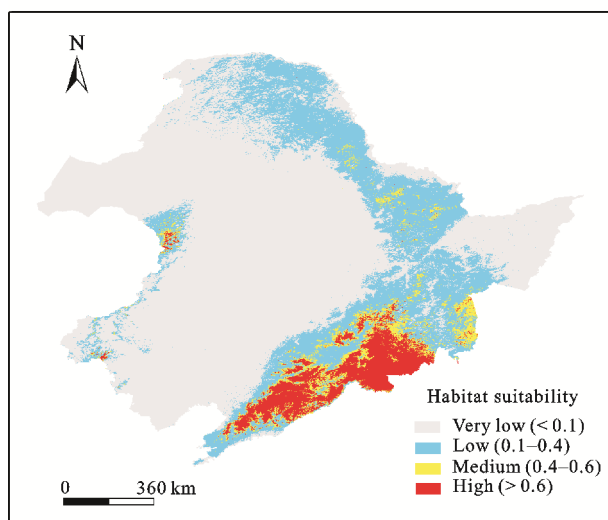 N
Habitat suitability
Very low (< 0.1)
Low (0.1–0.4)
Medium (0.4–0.6)
High (> 0.6)
0 360 km